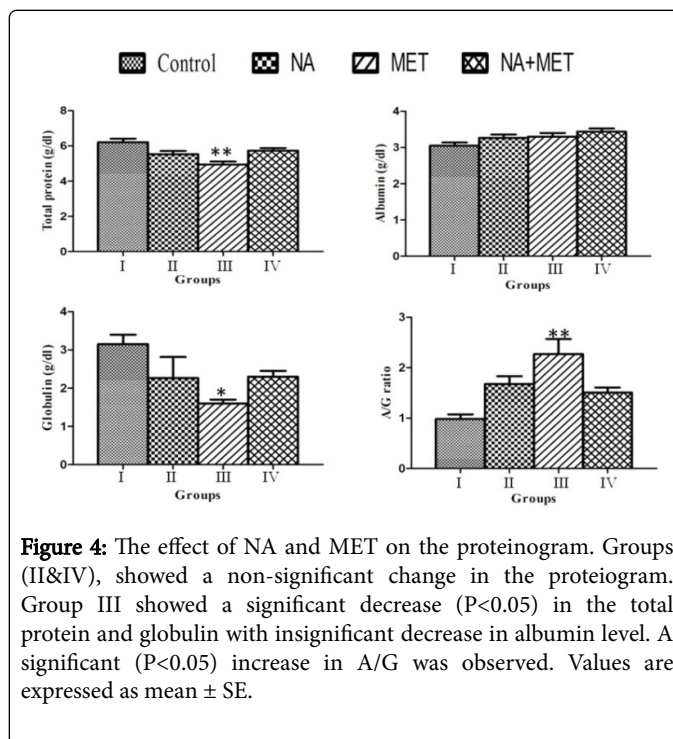 Control NA MET NA+MET
8
6
4
2
0
Total protein (g/dl)
**
I II III IV
Groups
4
3
2
1
0
Albumin (g/dl)
I II III IV
Groups
4
3
2
1
0
Globulin (g/dl)
*
I II III IV
Groups
3
2
1
0
A/G ratio
**
I II III IV
Groups
Figure 4: The effect of NA and MET on the proteinogram. Groups
(II&IV), showed a non-significant change in the proteiogram.
Group III showed a significant decrease (P<0.05) in the total
protein and globulin with insignificant decrease in albumin level. A
significant (P<0.05) increase in A/G was observed. Values are
expressed as mean ± SE.